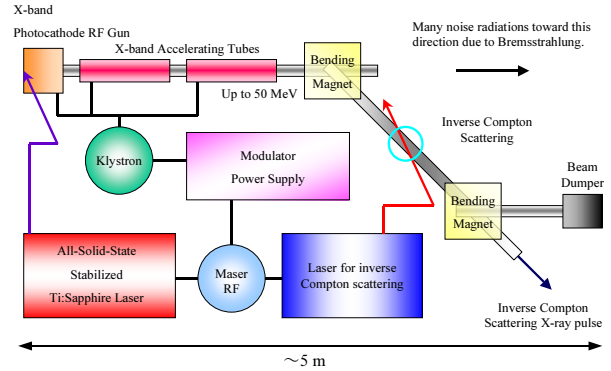 X-band
Photocathode RF Gun
X-band Accelerating Tubes
Up to 50 MeV
Bending
Magnet
Many noise radiations toward this
direction due to Bremsstrahlung.
Inverse Compton
Scattering
Klystron
Modulator
Power Supply
Beam
Dumper
Bending
Magnet
All-Solid-State
Stabilized
Ti:Sapphire Laser
Maser
RF
Laser for inverse
Compton scattering
Inverse Compton
Scattering X-ray pulse
~5 m